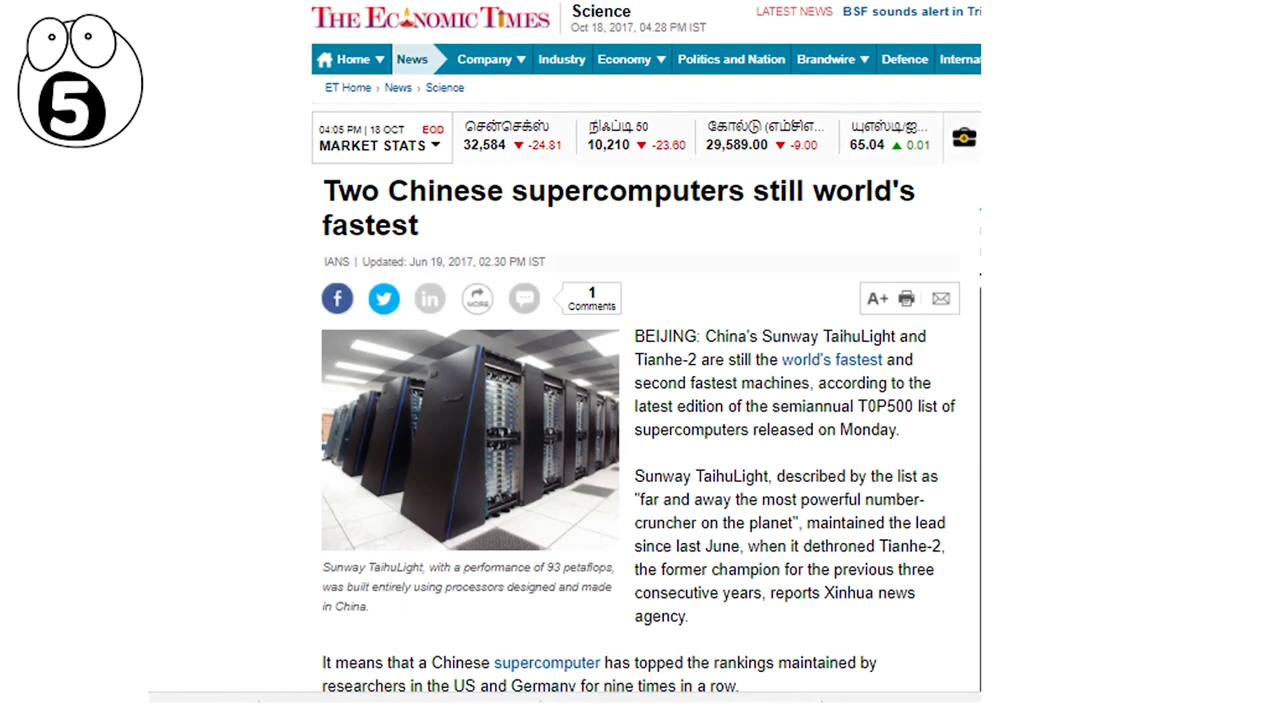 5
THE ECONOMIC TIMES
Science
Oct 18, 2017, 04.28 PM IST
LATEST NEWS BSF sounds alert in Tri
Home News Company Industry Economy Politics and Nation Brandwire Defence Interna
ET Home › News › Science
04:05 PM | 18 OCT EOD
MARKET STATS
சென்செக்ஸ்
32,584 ▼ -24.81
நிஃப்டி 50
10,210 ▼ -23.60
கோல்டு (எம்சிஎ...
29,589.00 ▼ -9.00
யுஎஸ்டி/ஐ...
65.04 ▲ 0.01
Two Chinese supercomputers still world's
fastest
IANS | Updated: Jun 19, 2017, 02.30 PM IST
f
in
MORE
1
Comments
A+
BEIJING: China's Sunway TaihuLight and
Tianhe-2 are still the world's fastest and
second fastest machines, according to the
latest edition of the semiannual T0P500 list of
supercomputers released on Monday.
Sunway TaihuLight, described by the list as
"far and away the most powerful number-
cruncher on the planet", maintained the lead
since last June, when it dethroned Tianhe-2,
the former champion for the previous three
consecutive years, reports Xinhua news
agency.
Sunway TaihuLight, with a performance of 93 petaflops,
was built entirely using processors designed and made
in China.
It means that a Chinese supercomputer has topped the rankings maintained by
researchers in the US and Germany for nine times in a row.